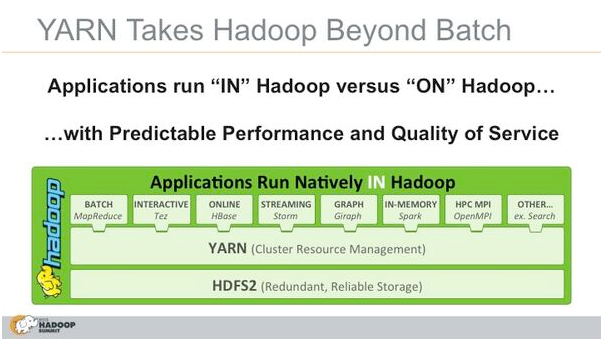 YARN Takes Hadoop Beyond Batch
Applications run “IN” Hadoop versus “ON” Hadoop…
…with Predictable Performance and Quality of Service
hadoop
Applications Run Natively IN Hadoop
BATCH
MapReduce
INTERACTIVE
Tez
ONLINE
HBase
STREAMING
Storm
GRAPH
Giraph
IN-MEMORY
Spark
HPC MPI
OpenMPI
OTHER…
ex. Search
YARN (Cluster Resource Management)
HDFS2 (Redundant, Reliable Storage)
HADOOP
SUMMIT